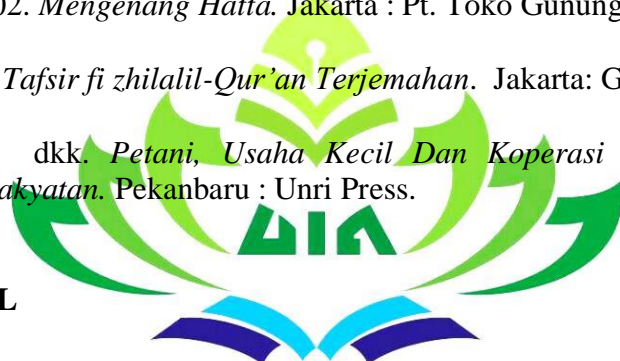 02. Mengenang Hatta. Jakarta : Pt. Toko Gunung
Tafsir fi zhilalil-Qur’an Terjemahan. Jakarta: G
dkk. Petani, Usaha Kecil Dan Koperasi
akyatan. Pekanbaru : Unri Press.
UIN
L